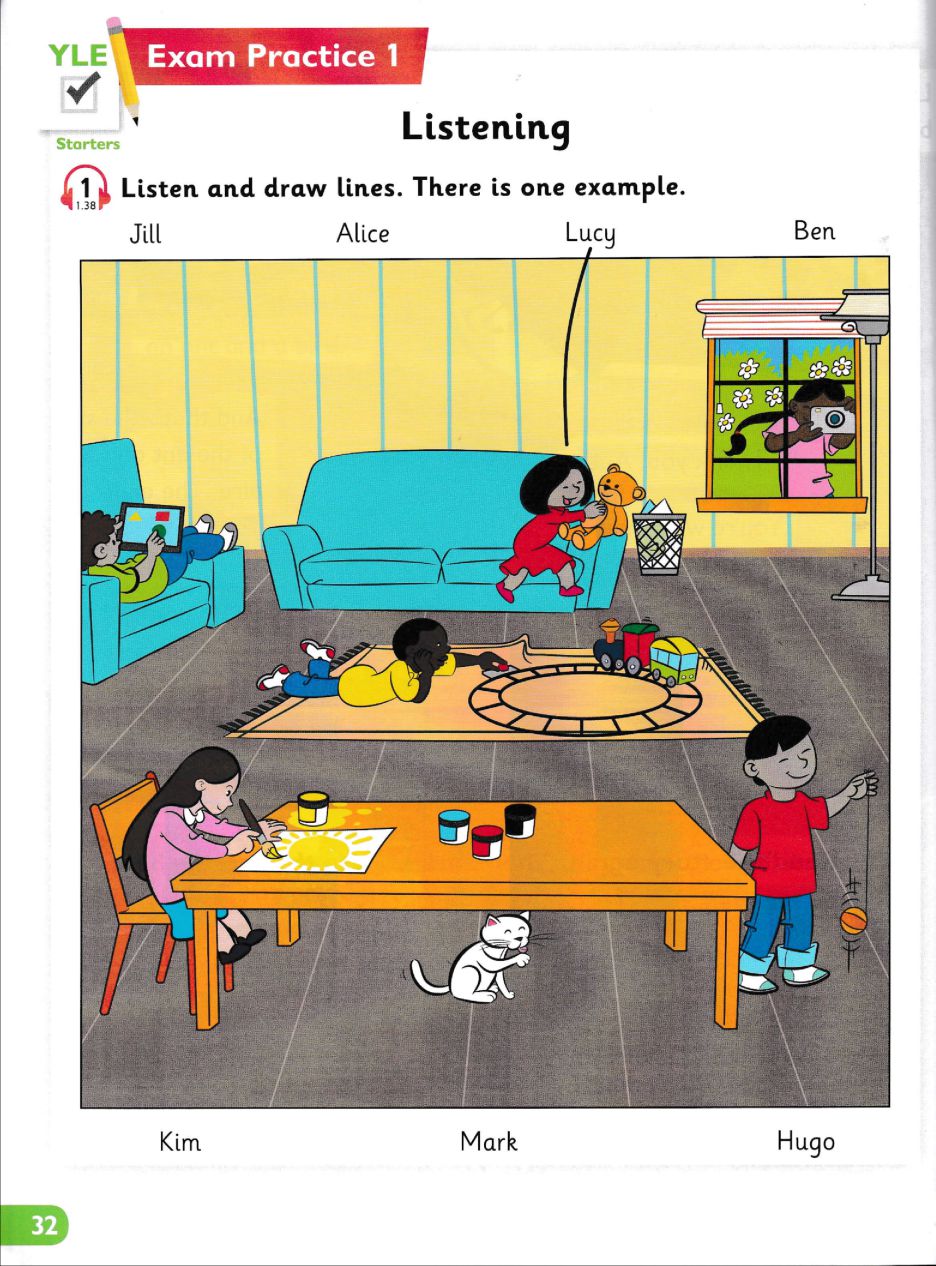 YLE
Exam Practice 1
Starters
Listening
1
1.38
Listen and draw lines. There is one example.
Jill Alice Lucy Ben
Kim Mark Hugo
32